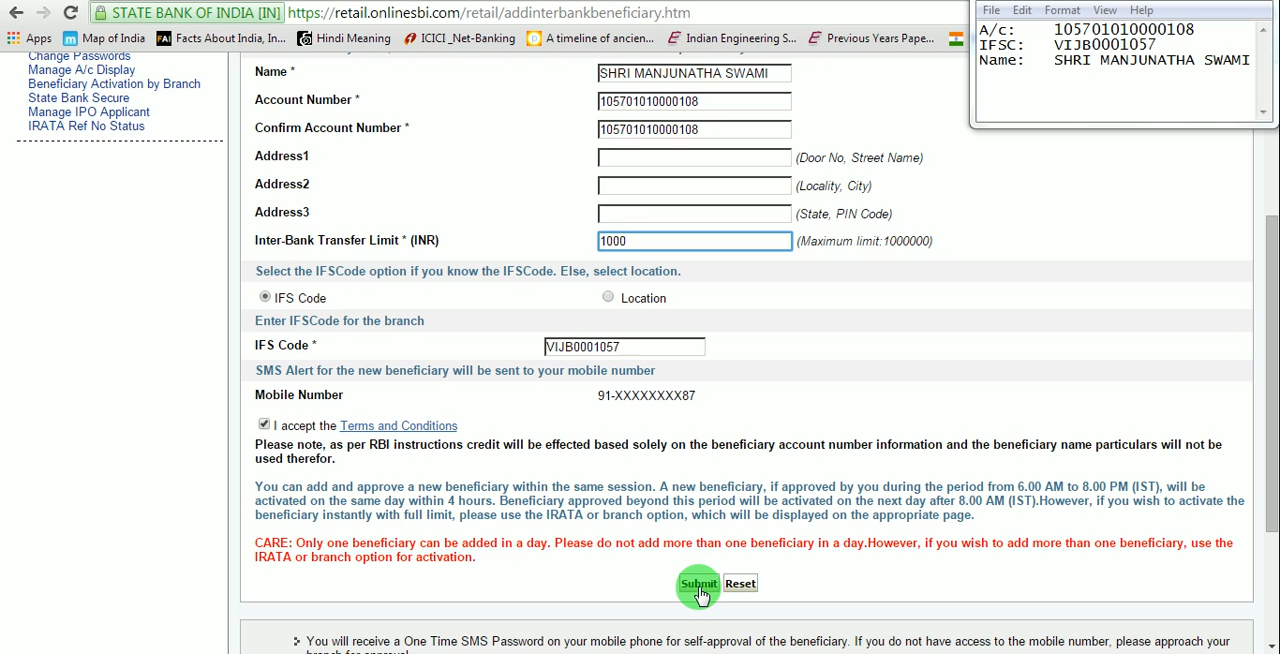 STATE BANK OF INDIA [IN] https://retail.onlinesbi.com/retail/addinterbankbeneficiary.htm
File Edit Format View Help
Apps Map of India Facts About India, In... Hindi Meaning ICICI_Net-Banking A timeline of ancien... Indian Engineering S... Previous Years Pape...
A/c: 105701010000108
IFSC: VIJB0001057
Name: SHRI MANJUNATHA SWAMI
Change Passwords
Manage A/c Display
Beneficiary Activation by Branch
State Bank Secure
Manage IPO Applicant
IRATA Ref No Status
Name * SHRI MANJUNATHA SWAMI
Account Number * 105701010000108
Confirm Account Number * 105701010000108
Address1 (Door No, Street Name)
Address2 (Locality, City)
Address3 (State, PIN Code)
Inter-Bank Transfer Limit * (INR) 1000 (Maximum limit:1000000)
Select the IFSCode option if you know the IFSCode. Else, select location.
IFS Code Location
Enter IFSCode for the branch
IFS Code * VIJB0001057
SMS Alert for the new beneficiary will be sent to your mobile number
Mobile Number 91-XXXXXXXX87
I accept the Terms and Conditions
Please note, as per RBI instructions credit will be effected based solely on the beneficiary account number information and the beneficiary name particulars will not be
used therefor.
You can add and approve a new beneficiary within the same session. A new beneficiary, if approved by you during the period from 6.00 AM to 8.00 PM (IST), will be
activated on the same day within 4 hours. Beneficiary approved beyond this period will be activated on the next day after 8.00 AM (IST).However, if you wish to activate the
beneficiary instantly with full limit, please use the IRATA or branch option, which will be displayed on the appropriate page.
CARE: Only one beneficiary can be added in a day. Please do not add more than one beneficiary in a day.However, if you wish to add more than one beneficiary, use the
IRATA or branch option for activation.
Submit Reset
You will receive a One Time SMS Password on your mobile phone for self-approval of the beneficiary. If you do not have access to the mobile number, please approach your